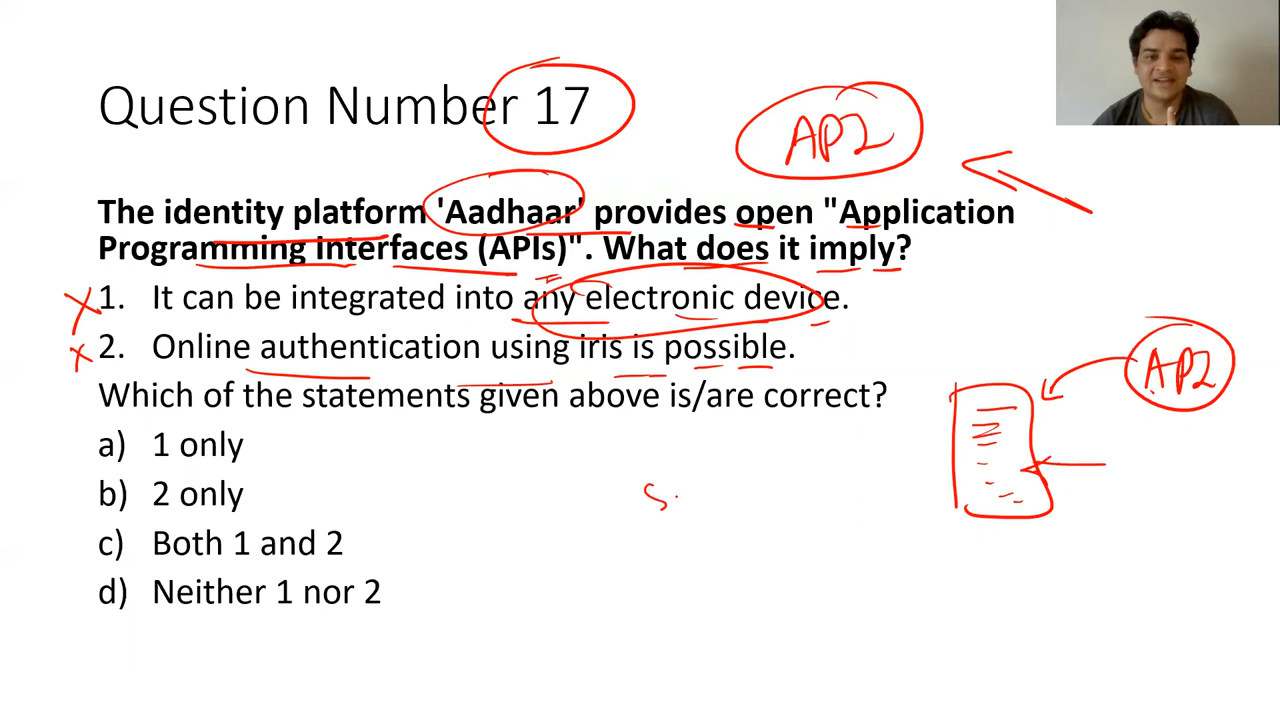 Question Number 17
API
The identity platform 'Aadhaar' provides open "Application
Programming Interfaces (APIs)". What does it imply?
X 1. It can be integrated into any electronic device.
x 2. Online authentication using iris is possible.
API
Which of the statements given above is/are correct?
a) 1 only
b) 2 only
S
c) Both 1 and 2
d) Neither 1 nor 2